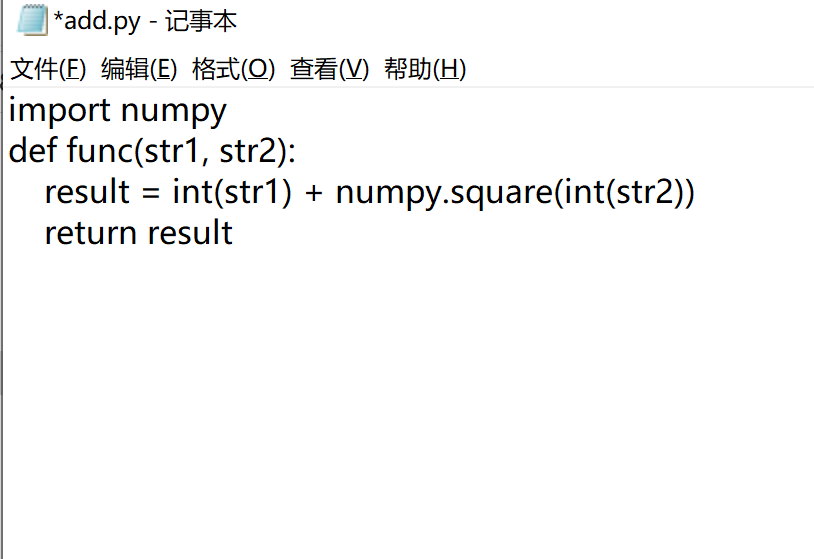 *add.py - 记事本
文件(F) 编辑(E) 格式(O) 查看(V) 帮助(H)
import numpy
def func(str1, str2):
    result = int(str1) + numpy.square(int(str2))
    return result